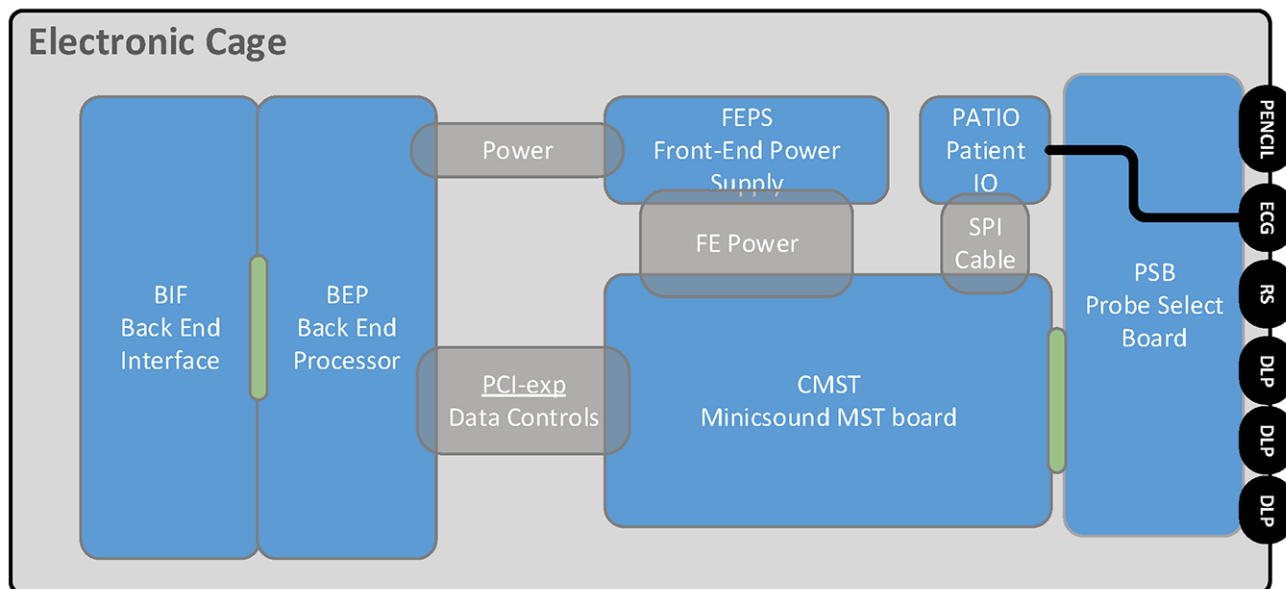 Electronic Cage
BIF
Back End
Interface
BEP
Back End
Processor
Power
PCI-exp
Data Controls
FEPS
Front-End Power
Supply
FE Power
PATIO
Patient
IO
SPI
Cable
CMST
Minicsound MST board
PSB
Probe Select
Board
PENCIL
ECG
RS
DLP
DLP
DLP